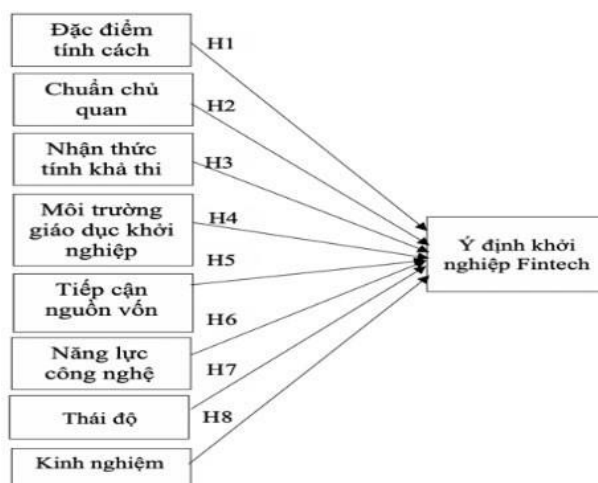 Đặc điểm
tính cách
H1
Chuẩn chủ
quan
H2
Nhận thức
tính khả thi
H3
Môi trường
giáo dục khởi
nghiệp
H4
Tiếp cận
nguồn vốn
H5
Năng lực
công nghệ
H6
Thái độ
H7
Kinh nghiệm
H8
Ý định khởi
nghiệp Fintech